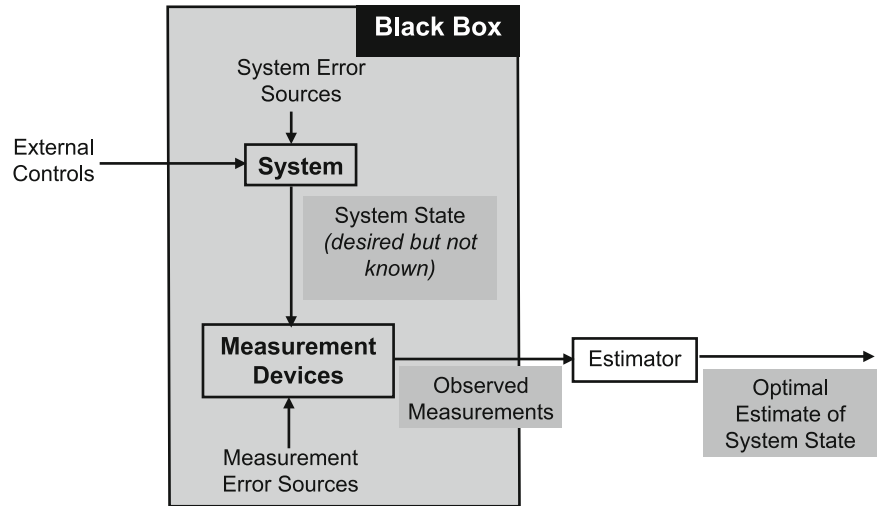 Black Box
System Error
Sources
External
Controls
System
System State
(desired but not
known)
Measurement
Devices
Estimator
Observed
Measurements
Optimal
Estimate of
System State
Measurement
Error Sources